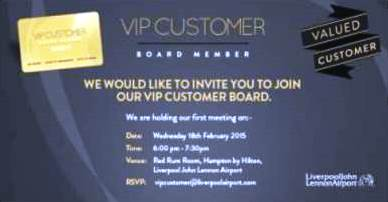 VIP CUSTOMER
BOARD MEMBER
VIP CUSTOMER
VALUED
CUSTOMER
WE WOULD LIKE TO INVITE YOU TO JOIN
OUR VIP CUSTOMER BOARD.
We are holding our first meeting on:-
Date: Wednesday 18th February 2015
Time: 6:00 pm - 7:30pm
Venue: Red Rum Room, Hampton by Hilton,
Liverpool John Lennon Airport
RSVP: vipcustomer@liverpoolairport.com
LiverpoolJohn
LennonAirport